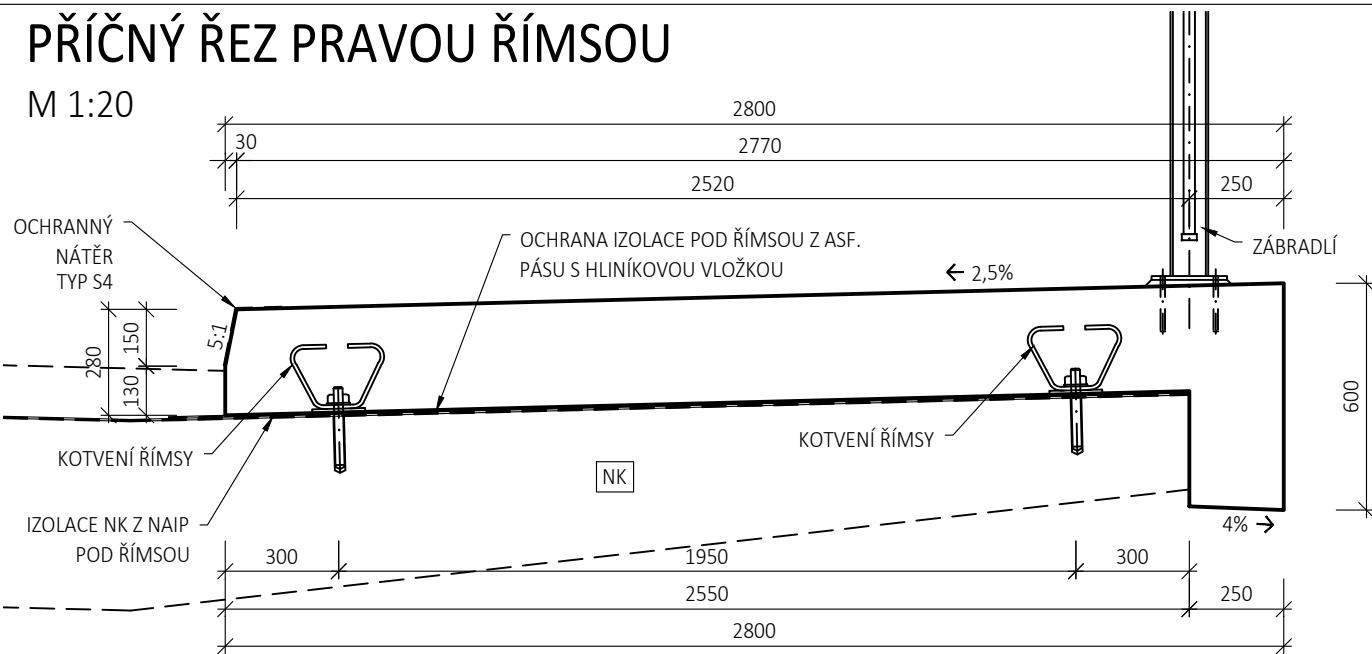 PŘÍČNÝ ŘEZ PRAVOU ŘÍMSOU
M 1:20
2800
30
2770
2520
250
OCHRANNÝ
NÁTĚR
TYP S4
OCHRANA IZOLACE POD ŘÍMSOU Z ASF.
PÁSU S HLINÍKOVOU VLOŽKOU
← 2,5%
ZÁBRADLÍ
5:1
280
150
130
600
KOTVENÍ ŘÍMSY
KOTVENÍ ŘÍMSY
NK
IZOLACE NK Z NAIP
POD ŘÍMSOU
4% →
300
1950
300
2550
250
2800